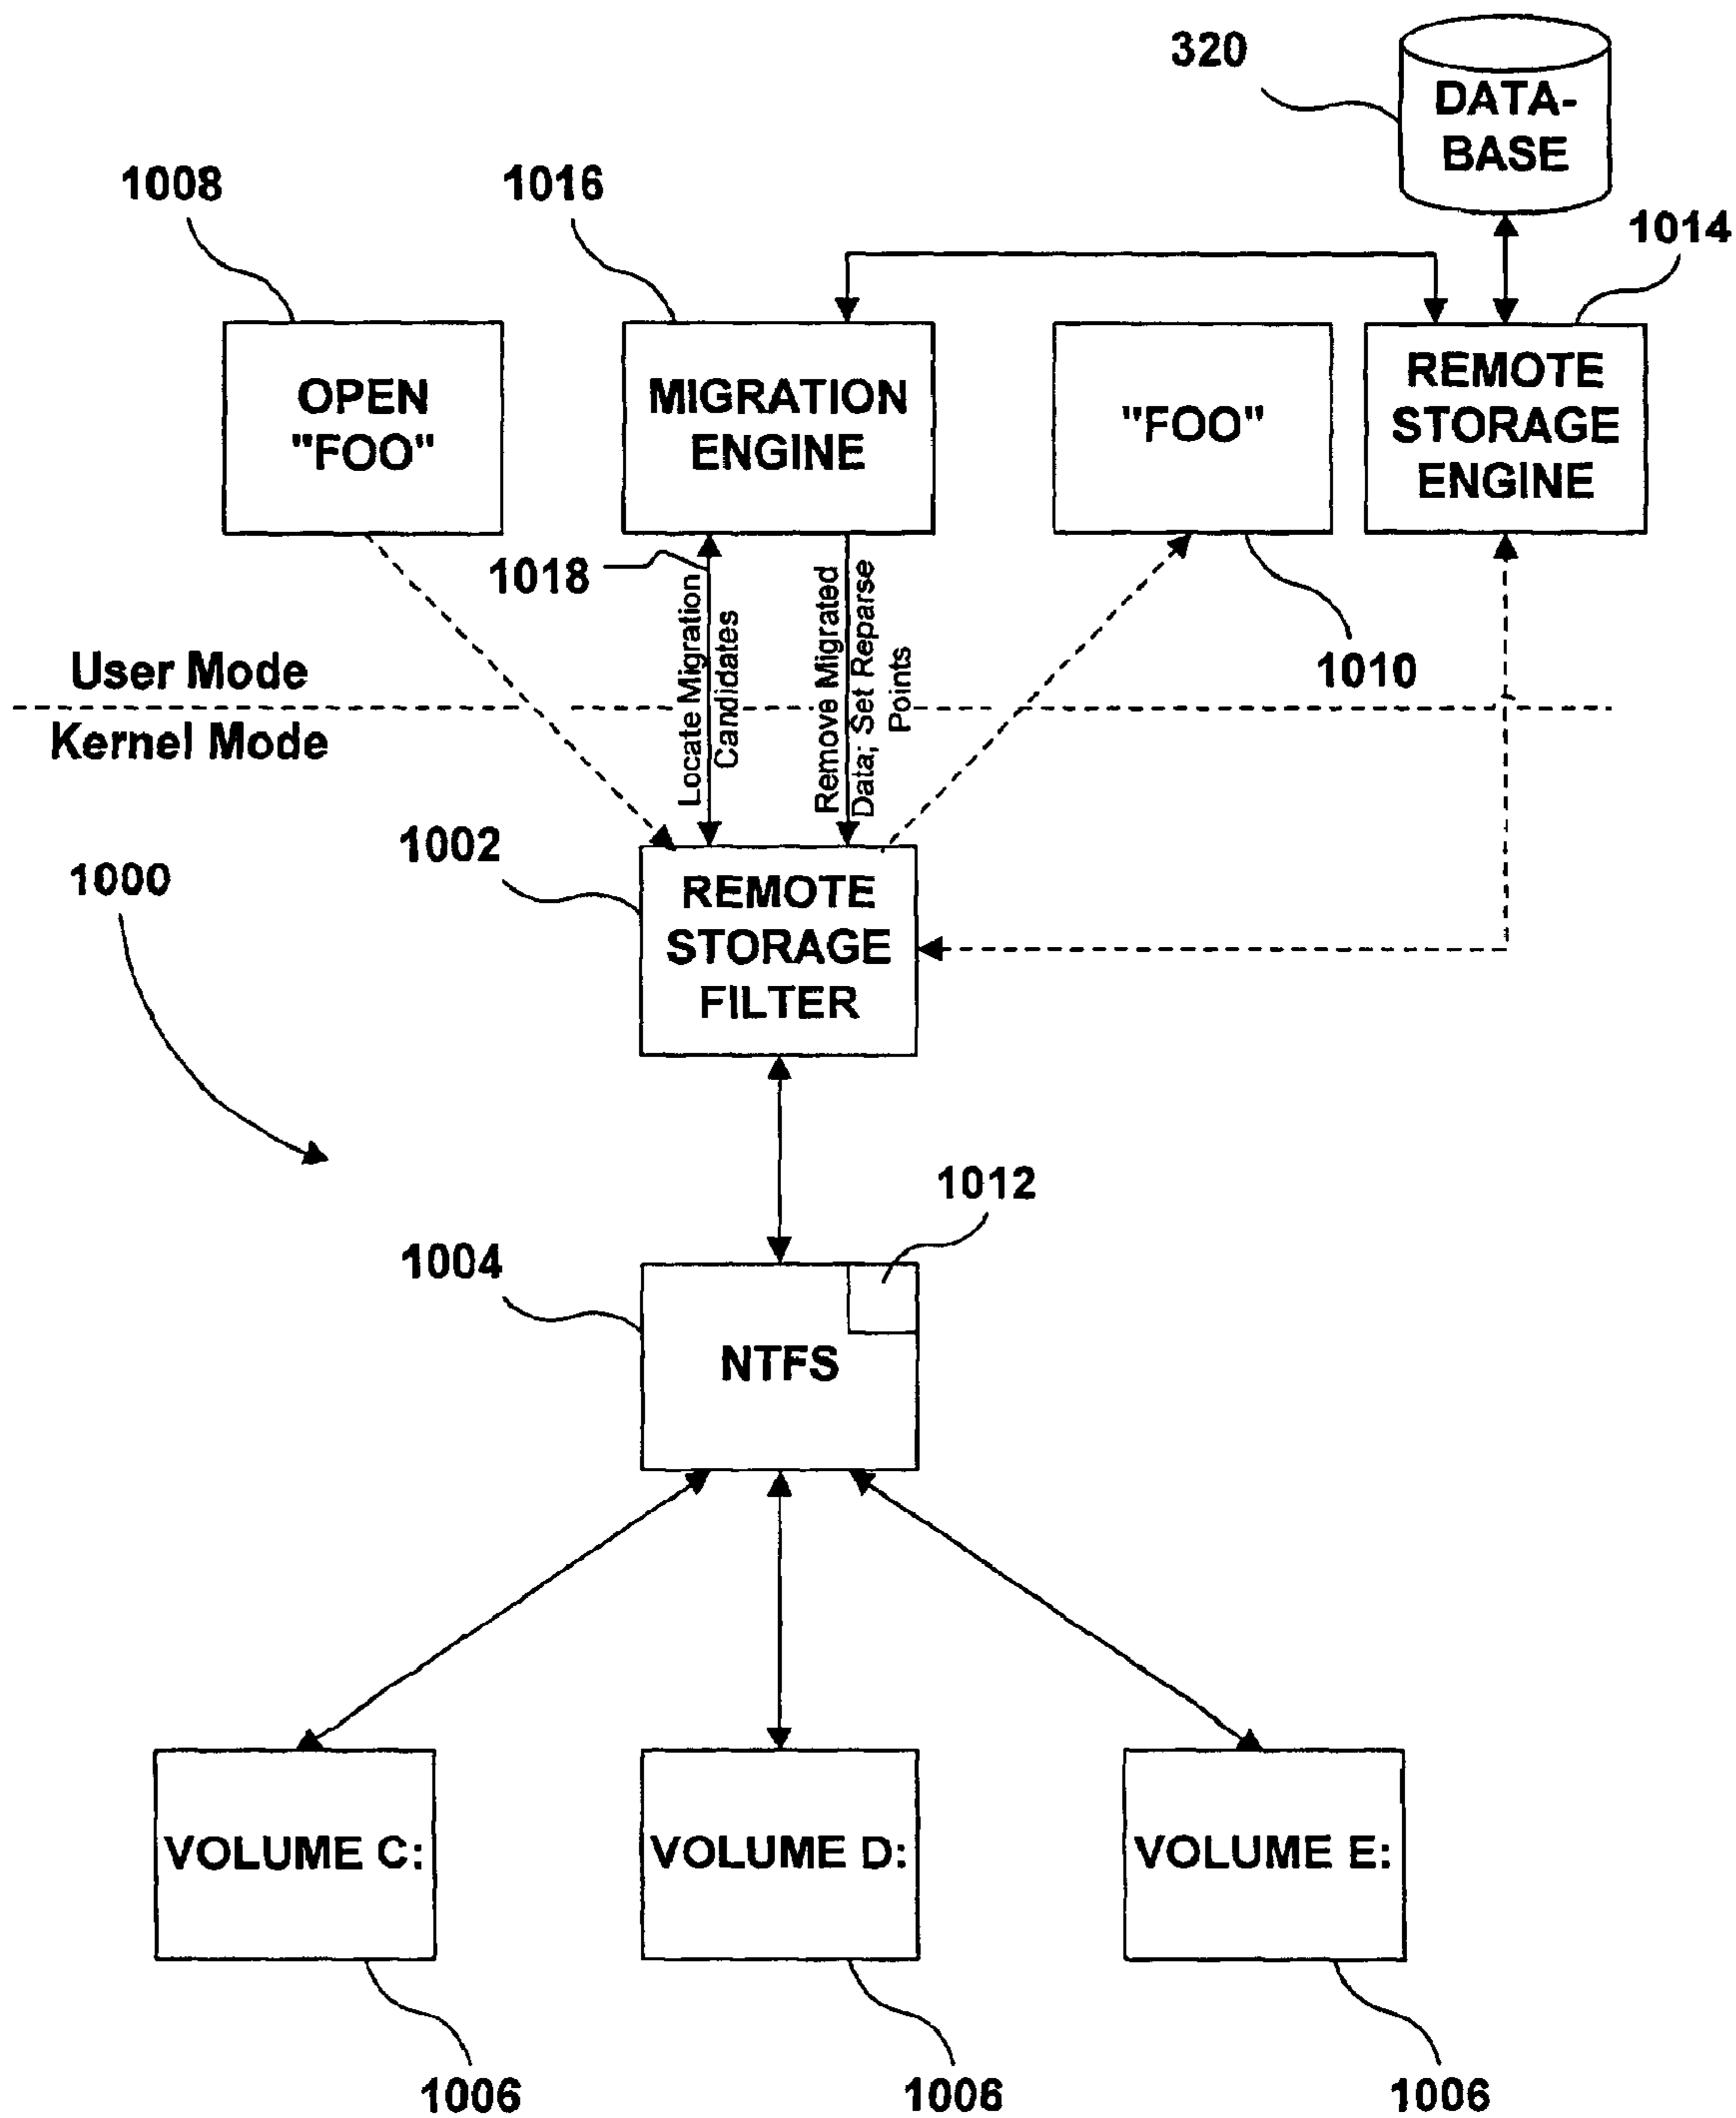 320
DATA-
BASE
1008
1016
1014
OPEN
"FOO"
MIGRATION
ENGINE
"FOO"
REMOTE
STORAGE
ENGINE
1018
Locate Migration
Candidates
Remove Migrated
Data; Set Reparse
Points
1010
User Mode
Kernel Mode
1002
1000
REMOTE
STORAGE
FILTER
1012
1004
NTFS
VOLUME C:
VOLUME D:
VOLUME E:
1006
1006
1006